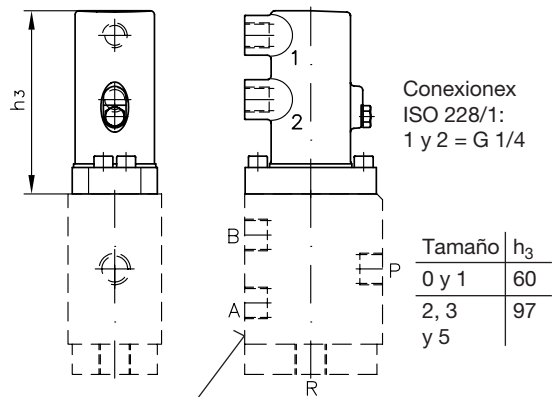 h3
1
2
Conexionex
ISO 228/1:
1 y 2 = G 1/4
B
P
A
R
Tamaño h3
0 y 1 60
2, 3 97
y 5